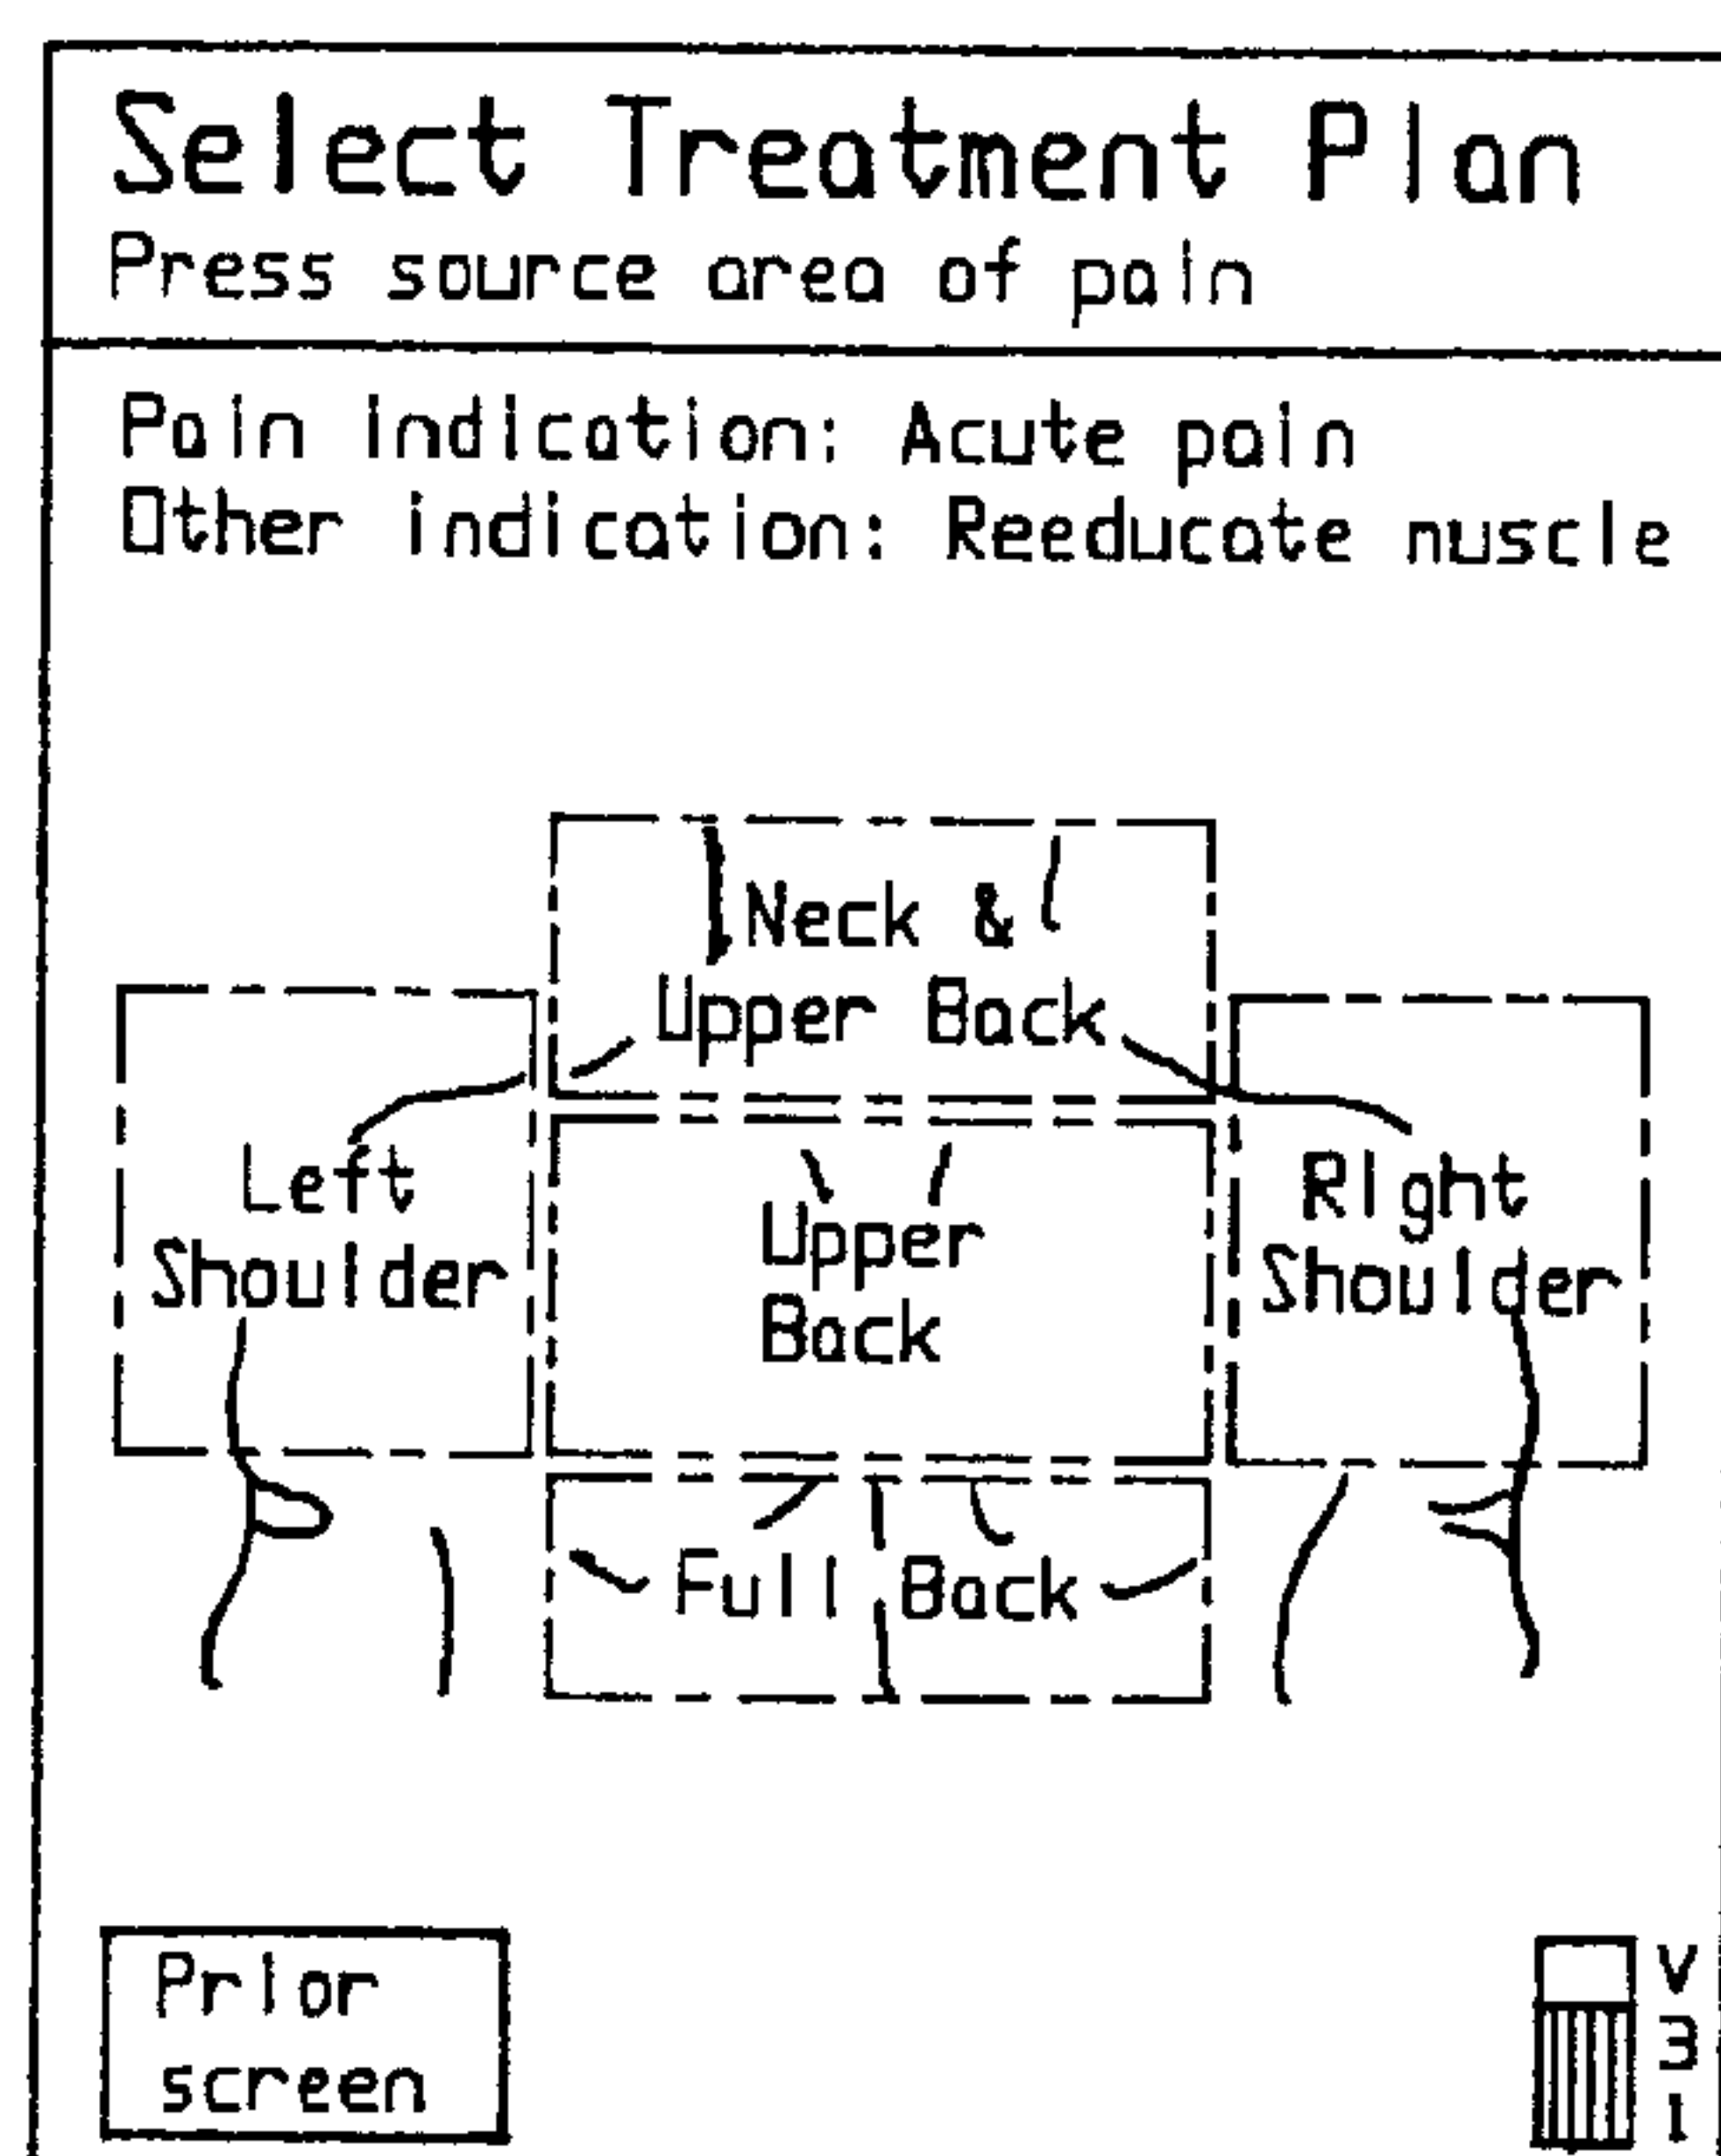 Select Treatment Plan
Press source area of pain
Pain indication: Acute pain
Other indication: Reeducate muscle
Neck &
Upper Back
Left
Shoulder
Upper
Back
Right
Shoulder
Full Back
Prior
screen
V
3
1